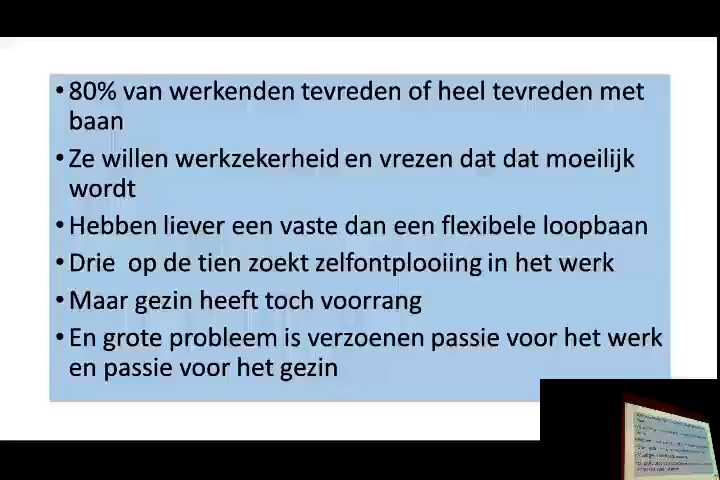 • 80% van werkenden tevreden of heel tevreden met
baan
• Ze willen werkzekerheid en vrezen dat dat moeilijk
wordt
• Hebben liever een vaste dan een flexibele loopbaan
• Drie op de tien zoekt zelfontplooiing in het werk
• Maar gezin heeft toch voorrang
• En grote probleem is verzoenen passie voor het werk
en passie voor het gezin